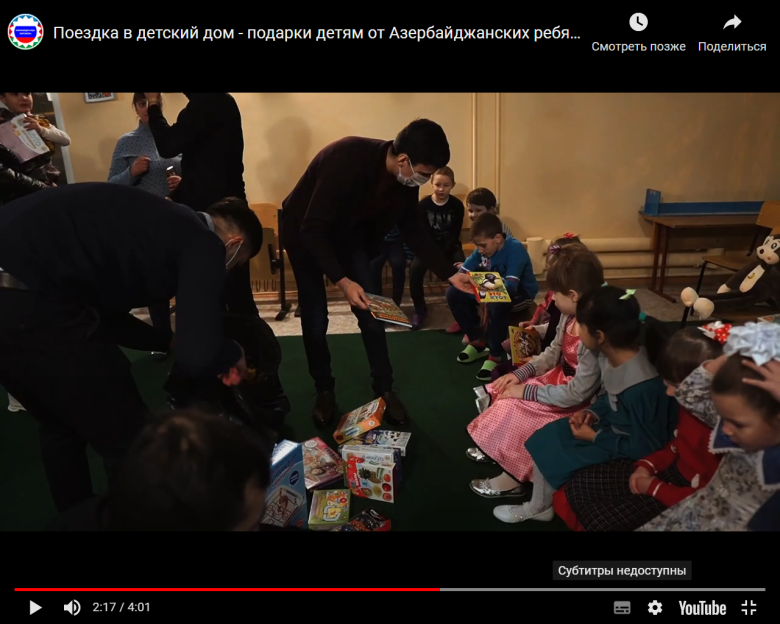 Поездка в детский дом - подарки детям от Азербайджанских ребя...
Смотреть позже
Поделиться
Субтитры недоступны
2:17 / 4:01
YouTube